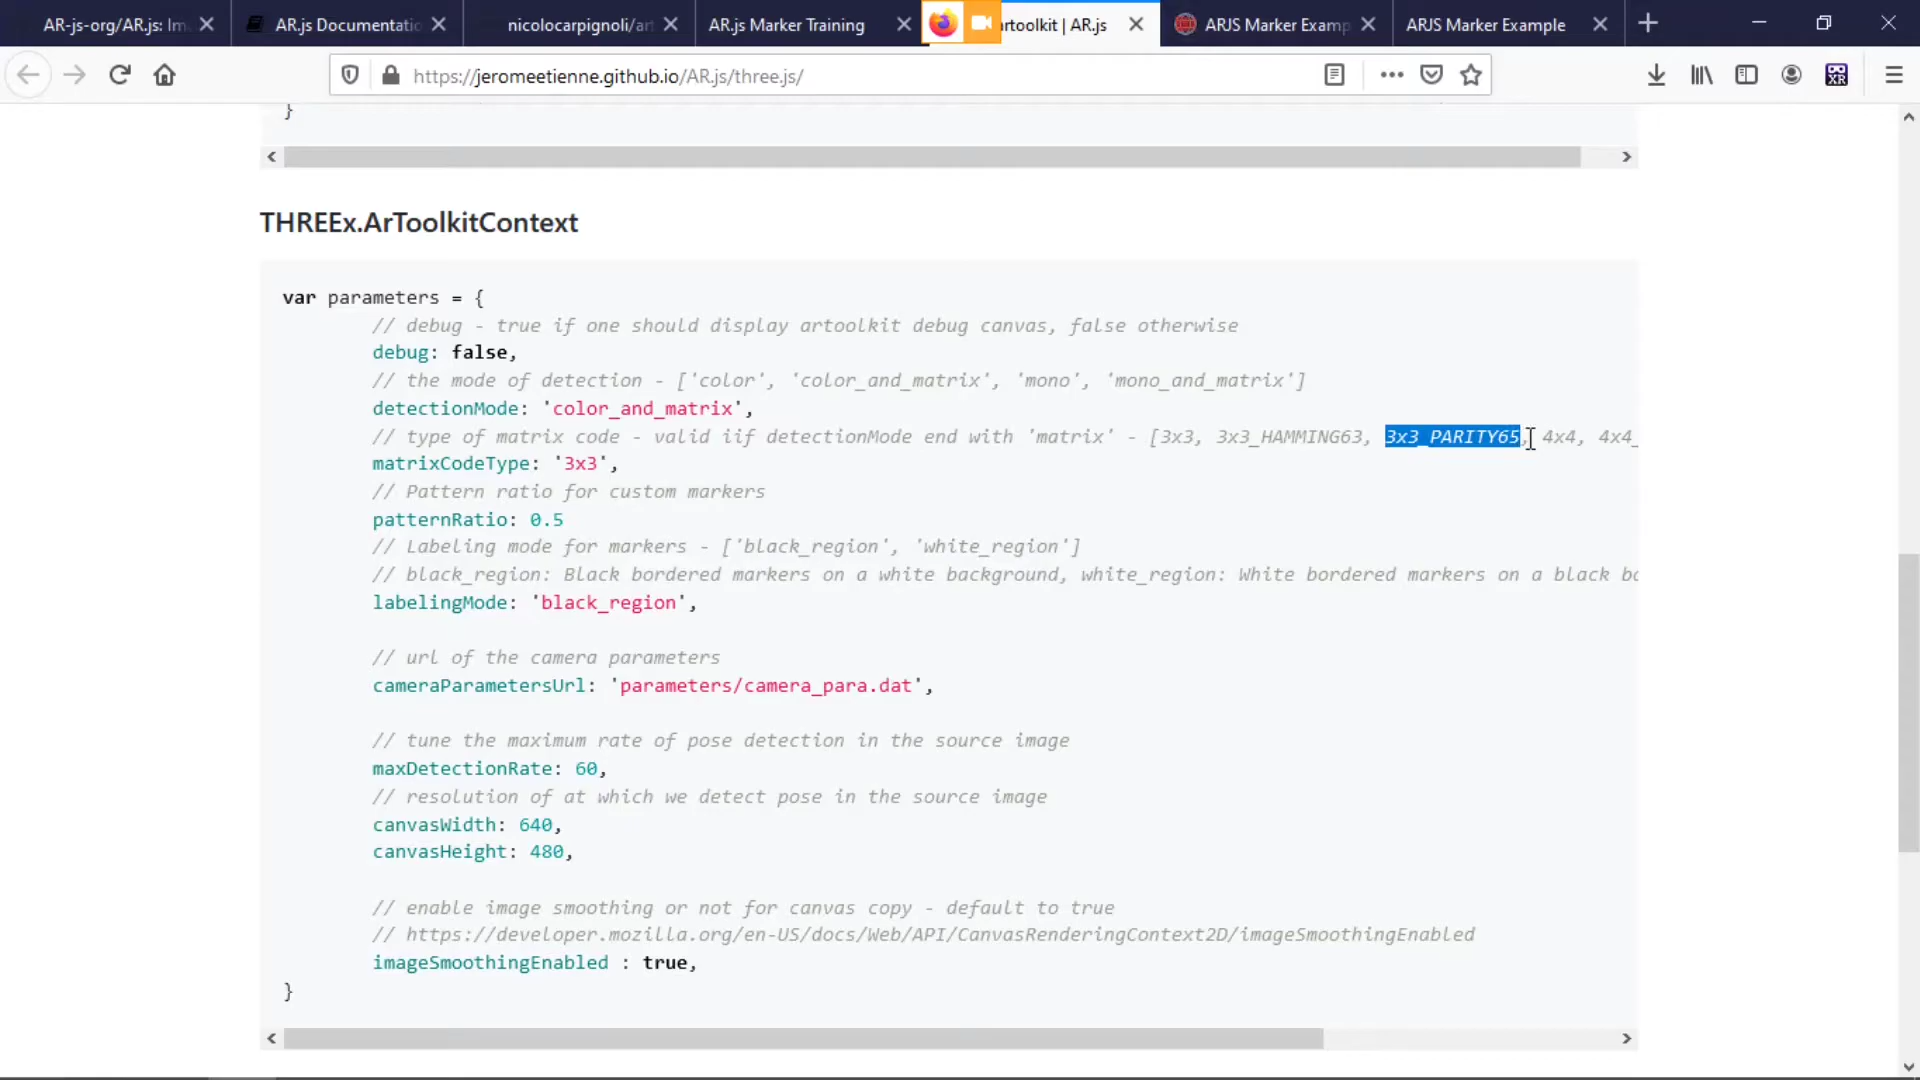 AR-js-org/AR.js: Im
AR.js Documentatio
nicolocarpignoli/ar
AR.js Marker Training
rtoolkit | AR.js
ARJS Marker Examp
ARJS Marker Example
https://jeromeetienne.github.io/AR.js/three.js/
XR
}
THREEx.ArToolkitContext
var parameters = {
// debug - true if one should display artoolkit debug canvas, false otherwise
debug: false,
// the mode of detection - ['color', 'color_and_matrix', 'mono', 'mono_and_matrix']
detectionMode: 'color_and_matrix',
// type of matrix code - valid iif detectionMode end with 'matrix' - [3x3, 3x3_HAMMING63, 3x3_PARITY65, 4x4, 4x4_
matrixCodeType: '3x3',
// Pattern ratio for custom markers
patternRatio: 0.5
// Labeling mode for markers - ['black_region', 'white_region']
// black_region: Black bordered markers on a white background, white_region: White bordered markers on a black ba
labelingMode: 'black_region',
// url of the camera parameters
cameraParametersUrl: 'parameters/camera_para.dat',
// tune the maximum rate of pose detection in the source image
maxDetectionRate: 60,
// resolution of at which we detect pose in the source image
canvasWidth: 640,
canvasHeight: 480,
// enable image smoothing or not for canvas copy - default to true
// https://developer.mozilla.org/en-US/docs/Web/API/CanvasRenderingContext2D/imageSmoothingEnabled
imageSmoothingEnabled : true,
}